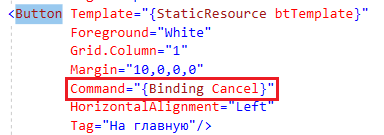 <Button Template="{StaticResource btTemplate}"
Foreground="White"
Grid.Column="1"
Margin="10,0,0,0"
Command="{Binding Cancel}"
HorizontalAlignment="Left"
Tag="На главную"/>